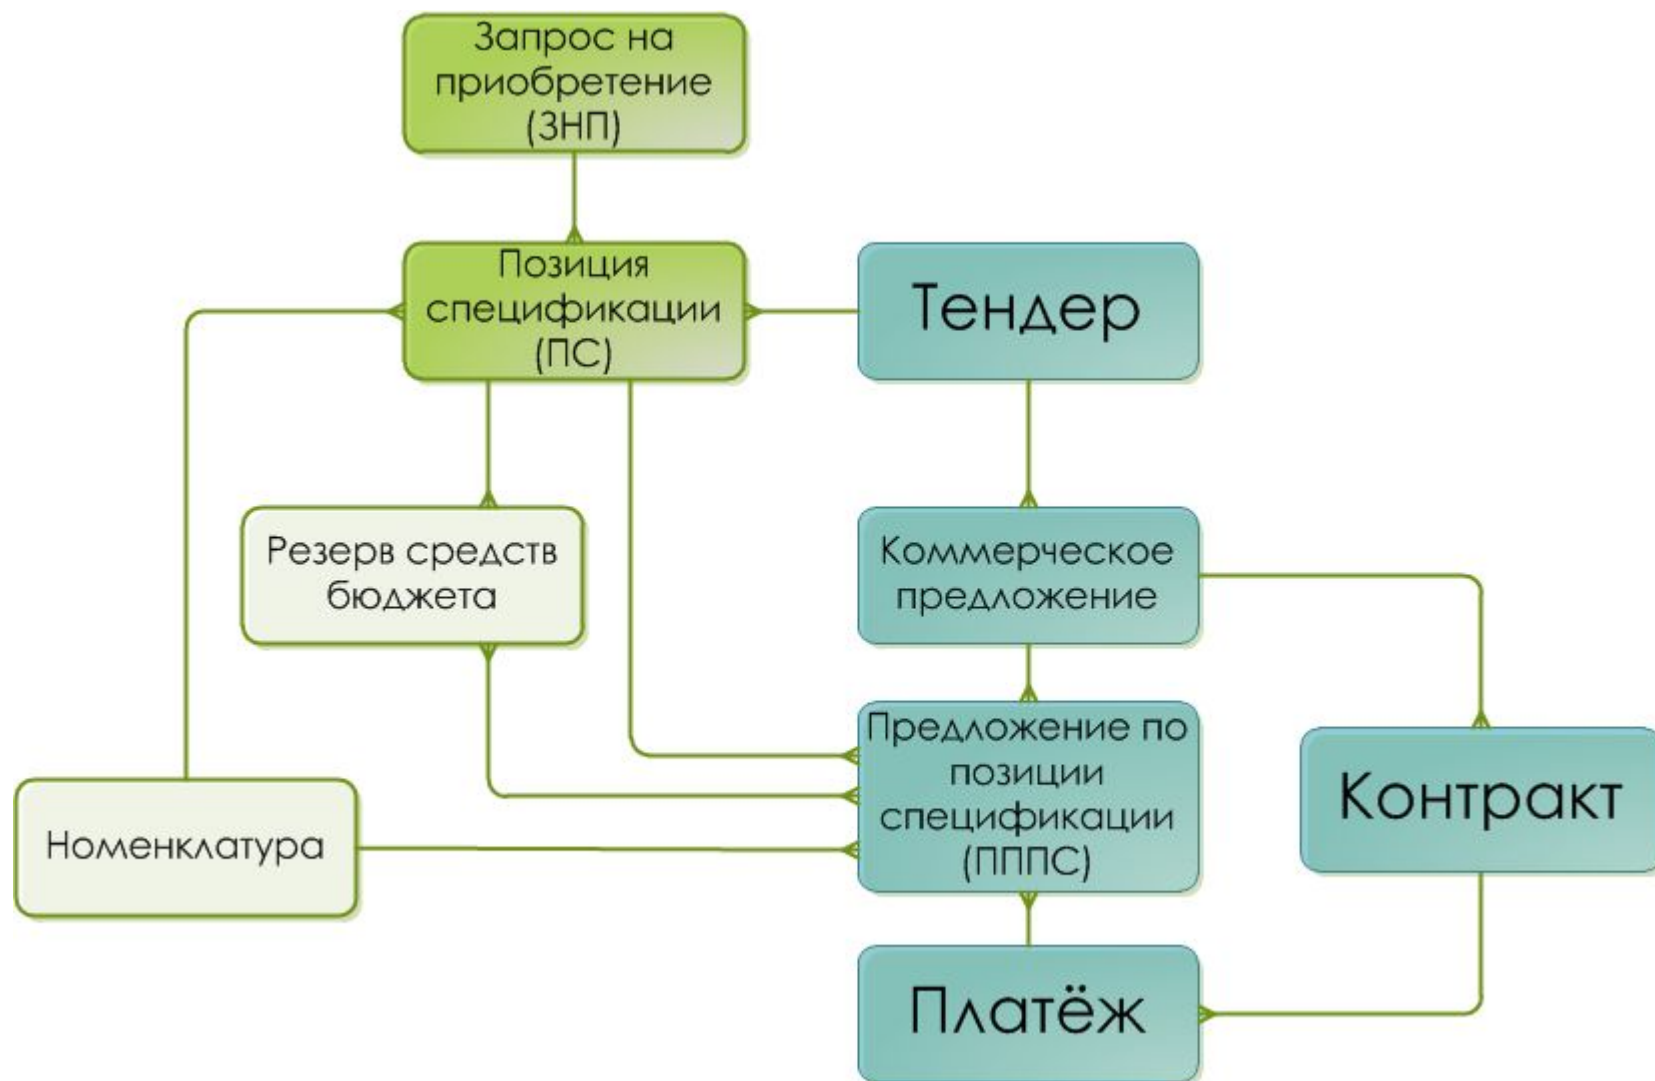 Запрос на
приобретение
(ЗНП)
Позиция
спецификации
(ПС)
Тендер
Резерв средств
бюджета
Коммерческое
предложение
Предложение по
позиции
спецификации
(ПППС)
Контракт
Номенклатура
Платёж